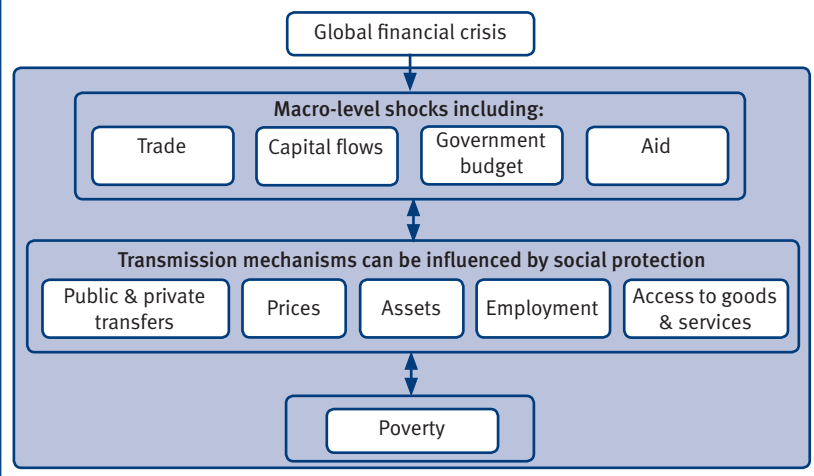 Global financial crisis
Macro-level shocks including:
Trade
Capital flows
Government
budget
Aid
Transmission mechanisms can be influenced by social protection
Public & private
transfers
Prices
Assets
Employment
Access to goods
& services
Poverty